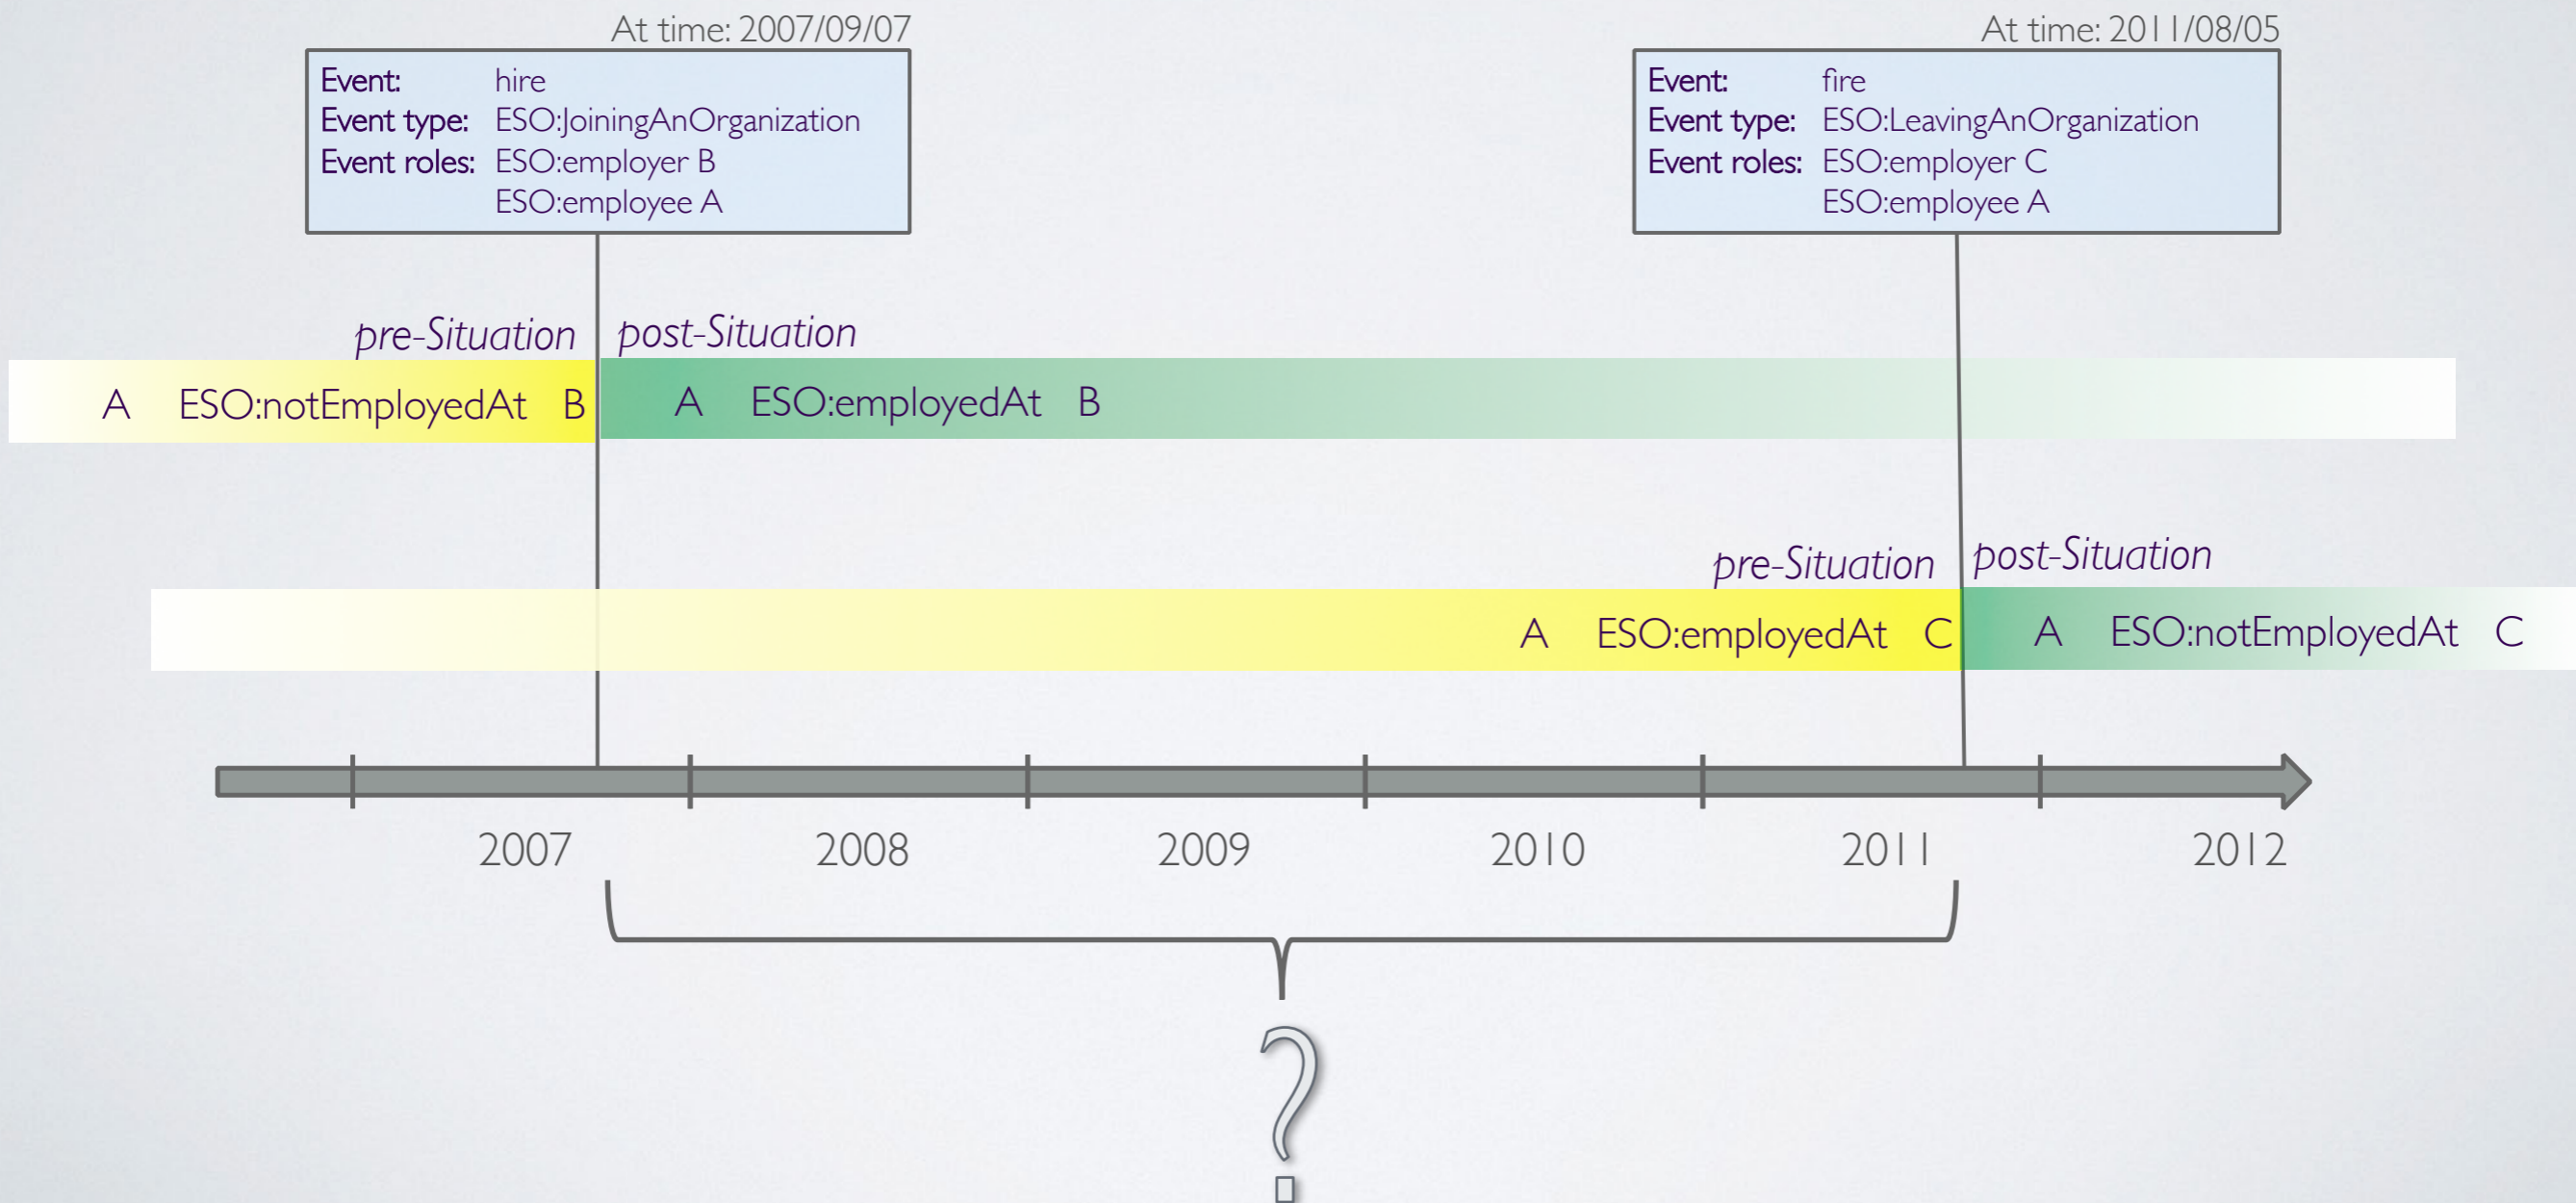 At time: 2007/09/07
Event: hire
Event type: ESO:JoiningAnOrganization
Event roles: ESO:employer B
ESO:employee A
At time: 2011/08/05
Event: fire
Event type: ESO:LeavingAnOrganization
Event roles: ESO:employer C
ESO:employee A
pre-Situation post-Situation
A ESO:notEmployedAt B A ESO:employedAt B
pre-Situation post-Situation
A ESO:employedAt C A ESO:notEmployedAt C
2007 2008 2009 2010 2011 2012
?